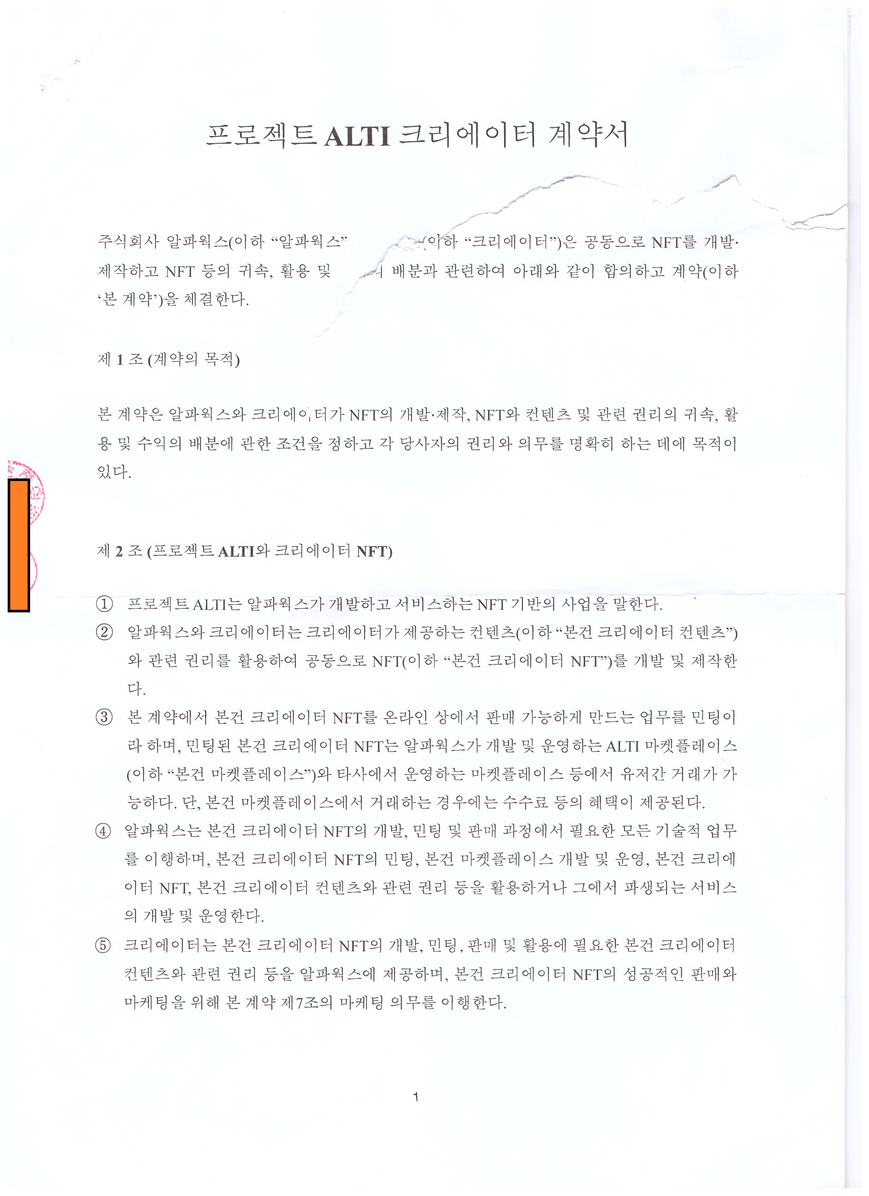 프로젝트 ALTI 크리에이터 계약서
주식회사 알파웍스(이하 “알파웍스” (이하 “크리에이터”)은 공동으로 NFT를 개발·
제작하고 NFT 등의 귀속, 활용 및 배분과 관련하여 아래와 같이 합의하고 계약(이하
‘본 계약’)을 체결한다.
제 1 조 (계약의 목적)
본 계약은 알파웍스와 크리에이터가 NFT의 개발·제작, NFT와 컨텐츠 및 관련 권리의 귀속, 활
용 및 수익의 배분에 관한 조건을 정하고 각 당사자의 권리와 의무를 명확히 하는 데에 목적이
있다.
제 2 조 (프로젝트 ALTI와 크리에이터 NFT)
① 프로젝트 ALTI는 알파웍스가 개발하고 서비스하는 NFT 기반의 사업을 말한다.
② 알파웍스와 크리에이터는 크리에이터가 제공하는 컨텐츠(이하 “본건 크리에이터 컨텐츠”)
와 관련 권리를 활용하여 공동으로 NFT(이하 “본건 크리에이터 NFT”)를 개발 및 제작한
다.
③ 본 계약에서 본건 크리에이터 NFT를 온라인 상에서 판매 가능하게 만드는 업무를 민팅이
라 하며, 민팅된 본건 크리에이터 NFT는 알파웍스가 개발 및 운영하는 ALTI 마켓플레이스
(이하 “본건 마켓플레이스”)와 타사에서 운영하는 마켓플레이스 등에서 유저간 거래가 가
능하다. 단, 본건 마켓플레이스에서 거래하는 경우에는 수수료 등의 혜택이 제공된다.
④ 알파웍스는 본건 크리에이터 NFT의 개발, 민팅 및 판매 과정에서 필요한 모든 기술적 업무
를 이행하며, 본건 크리에이터 NFT의 민팅, 본건 마켓플레이스 개발 및 운영, 본건 크리에
이터 NFT, 본건 크리에이터 컨텐츠와 관련 권리 등을 활용하거나 그에서 파생되는 서비스
의 개발 및 운영한다.
⑤ 크리에이터는 본건 크리에이터 NFT의 개발, 민팅, 판매 및 활용에 필요한 본건 크리에이터
컨텐츠와 관련 권리 등을 알파웍스에 제공하며, 본건 크리에이터 NFT의 성공적인 판매와
마케팅을 위해 본 계약 제7조의 마케팅 의무를 이행한다.
1